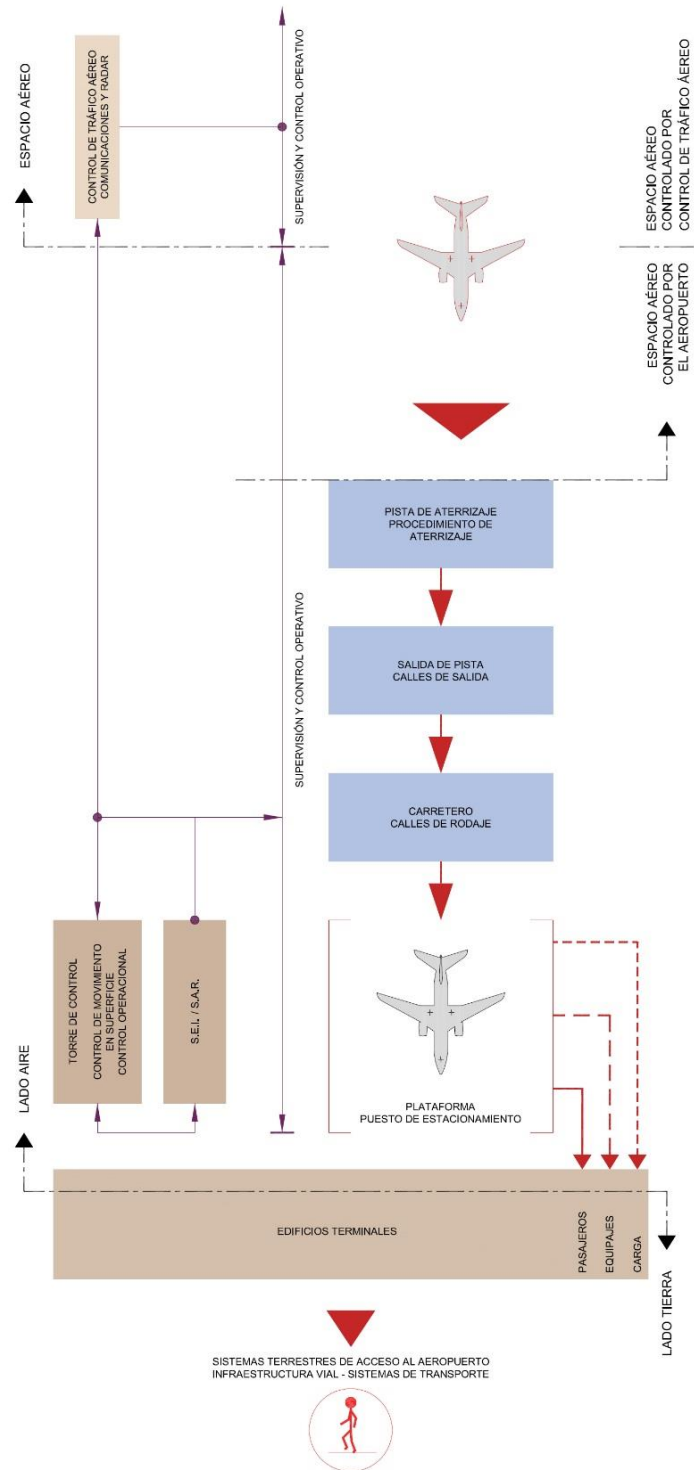 ESPACIO AÉREO
CONTROL DE TRÁFICO AÉREO
COMUNICACIONES Y RADAR
SUPERVISIÓN Y CONTROL OPERATIVO
ESPACIO AÉREO
CONTROLADO POR
CONTROL DE TRÁFICO ÁEREO
ESPACIO AÉREO
CONTROLADO POR
EL AEROPUERTO
PISTA DE ATERRIZAJE
PROCEDIMIENTO DE
ATERRIZAJE
SUPERVISIÓN Y CONTROL OPERATIVO
SALIDA DE PISTA
CALLES DE SALIDA
CARRETERO
CALLES DE RODAJE
TORRE DE CONTROL
CONTROL DE MOVIMIENTO
EN SUPERFICIE
CONTROL OPERACIONAL
S.E.I. / S.A.R.
PLATAFORMA
PUESTO DE ESTACIONAMIENTO
LADO AIRE
EDIFICIOS TERMINALES
PASAJEROS
EQUIPAJES
CARGA
LADO TIERRA
SISTEMAS TERRESTRES DE ACCESO AL AEROPUERTO
INFRAESTRUCTURA VIAL - SISTEMAS DE TRANSPORTE